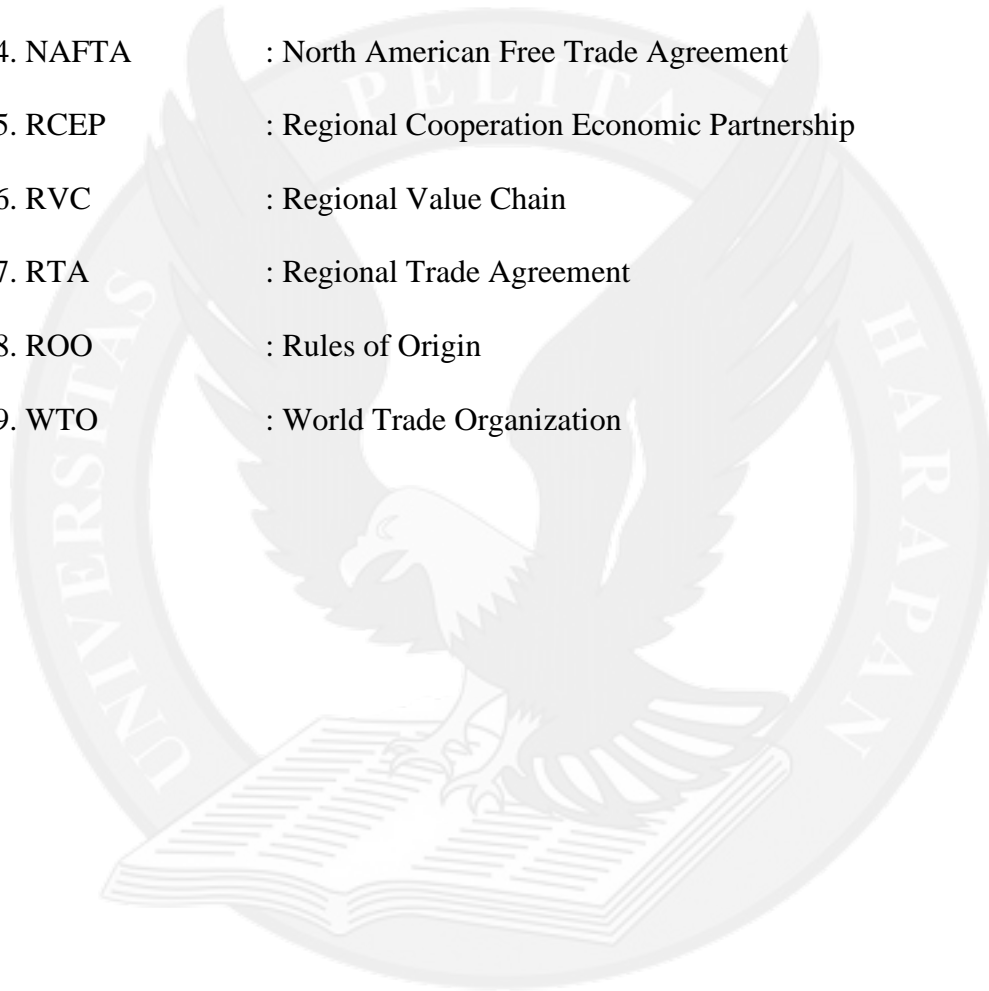 4. NAFTA : North American Free Trade Agreement
5. RCEP : Regional Cooperation Economic Partnership
6. RVC : Regional Value Chain
7. RTA : Regional Trade Agreement
8. ROO : Rules of Origin
9. WTO : World Trade Organization
UNIVERSITAS PELITA HARAPAN